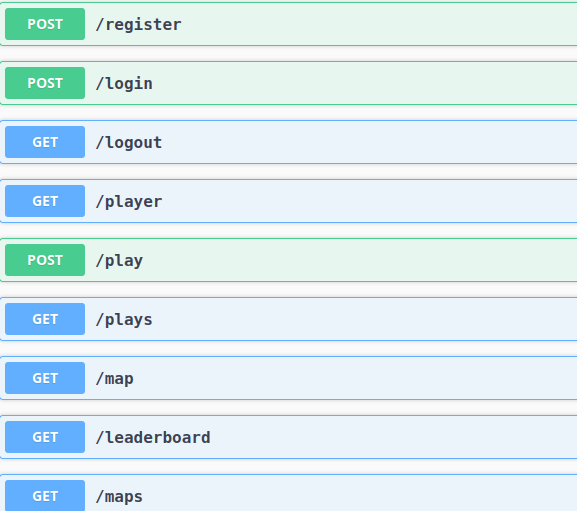 POST /register
POST /login
GET /logout
GET /player
POST /play
GET /plays
GET /map
GET /leaderboard
GET /maps